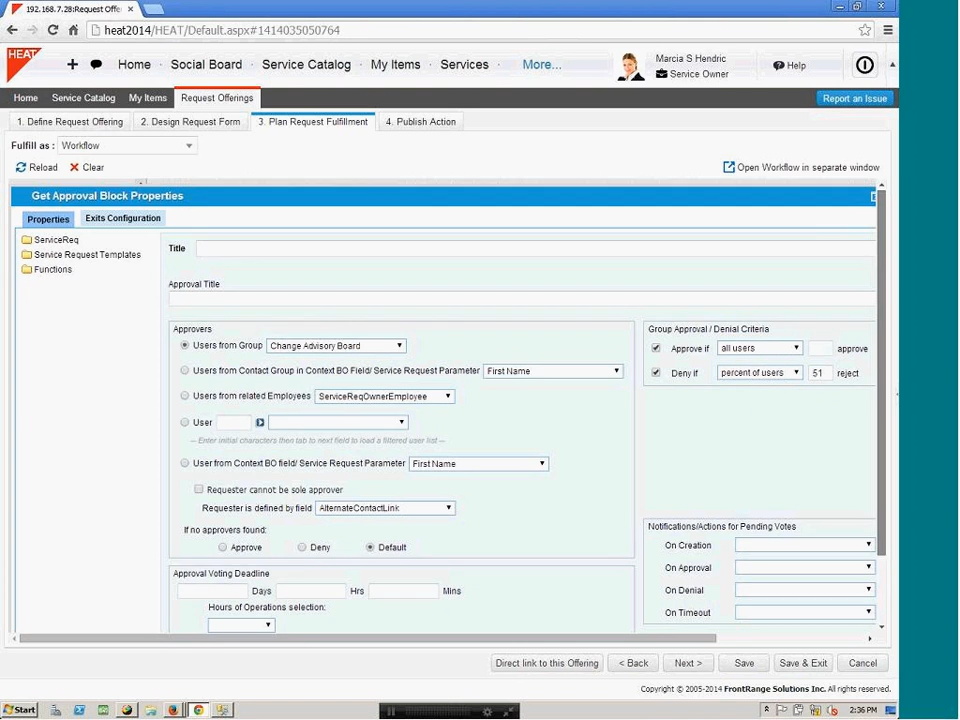 192.168.7.28:Request Offe
heat2014/HEAT/Default.aspx#1414035050764
HEAT
Home · Social Board · Service Catalog · My Items · Services · More...
Marcia S Hendric
Service Owner
Help
Home Service Catalog My Items Request Offerings
Report an Issue
1. Define Request Offering 2. Design Request Form 3. Plan Request Fulfillment 4. Publish Action
Fulfill as : Workflow
Reload Clear
Open Workflow in separate window
Get Approval Block Properties
Properties Exits Configuration
ServiceReq
Service Request Templates
Functions
Title
Approval Title
Approvers
Users from Group Change Advisory Board
Users from Contact Group in Context BO Field/ Service Request Parameter First Name
Users from related Employees ServiceReqOwnerEmployee
User
-- Enter initial characters then tab to next field to load a filtered user list --
User from Context BO field/ Service Request Parameter First Name
Requester cannot be sole approver
Requester is defined by field AlternateContactLink
If no approvers found:
Approve Deny Default
Group Approval / Denial Criteria
Approve if all users approve
Deny if percent of users 51 reject
Notifications/Actions for Pending Votes
On Creation
On Approval
On Denial
On Timeout
Approval Voting Deadline
Days Hrs Mins
Hours of Operations selection:
Direct link to this Offering < Back Next > Save Save & Exit Cancel
Copyright © 2005-2014 FrontRange Solutions Inc. All rights reserved.
Start
2:36 PM